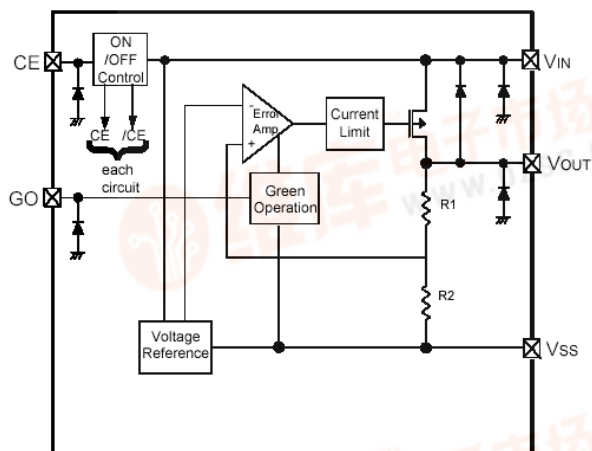 CE
ON
/OFF
Control
VIN
CE /CE
each
circuit
-
Error
Amp
+
Current
Limit
VOUT
GO
Green
Operation
R1
R2
Voltage
Reference
VSS